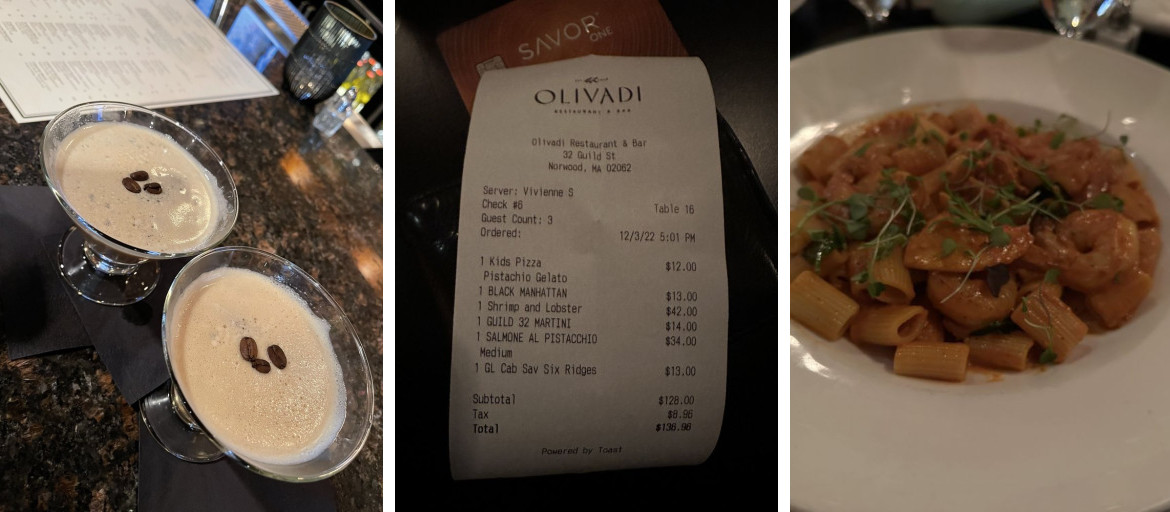 SAVOR
ONE
OLIVADI
RESTAURANT & BAR
Olivadi Restaurant & Bar
32 Guild St
Norwood, MA 02062
Server: Vivienne S
Check #6 Table 16
Guest Count: 3
Ordered: 12/3/22 5:01 PM
1 Kids Pizza $12.00
Pistachio Gelato
1 BLACK MANHATTAN $13.00
1 Shrimp and Lobster $42.00
1 GUILD 32 MARTINI $14.00
1 SALMONE AL PISTACCHIO $34.00
Medium
1 GL Cab Sav Six Ridges $13.00
Subtotal $128.00
Tax $8.96
Total $136.96
Powered by Toast